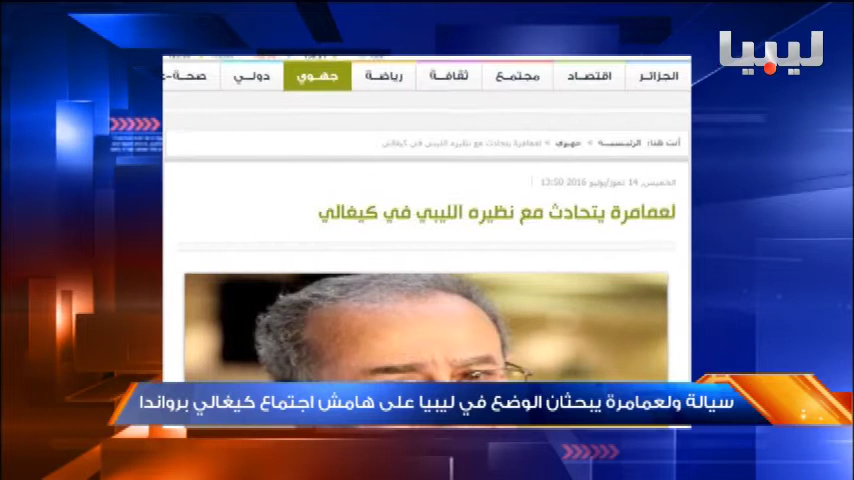 ليبيا
الجزائر اقتصاد مجتمع ثقافة رياضة جهوي دولي صحة-
أنت هنا: الرئيسية » جهوي » لعمامرة يتحادث مع نظيره الليبي في كيغالي
الخميس, 14 تموز/يوليو 2016 13:50
لعمامرة يتحادث مع نظيره الليبي في كيغالي
سيالة ولعمامرة يبحثان الوضع في ليبيا على هامش اجتماع كيغالي برواندا